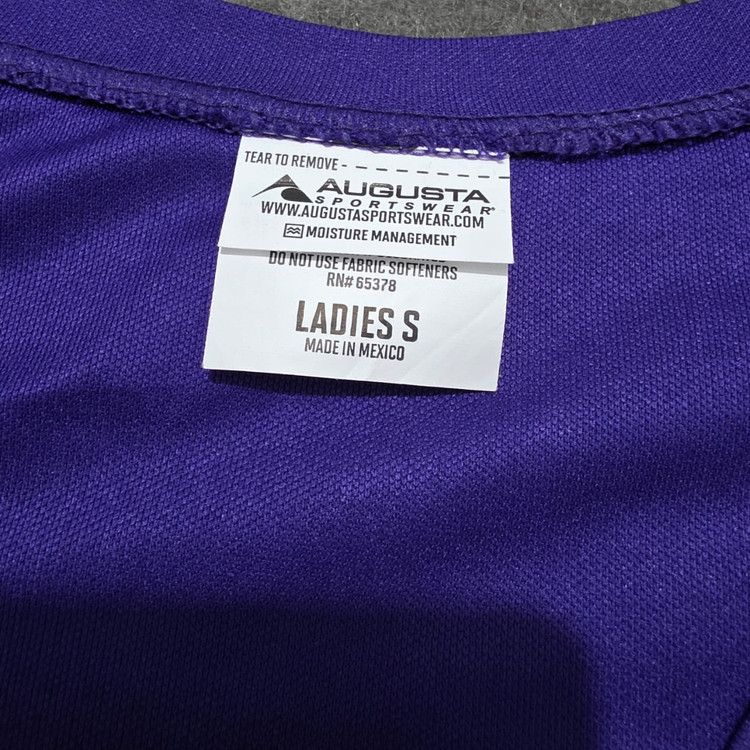 TEAR TO REMOVE -
AUGUSTA
SPORTSWEAR®
WWW.AUGUSTASPORTSWEAR.COM
MOISTURE MANAGEMENT
DO NOT USE FABRIC SOFTENERS
RN# 65378
LADIES S
MADE IN MEXICO